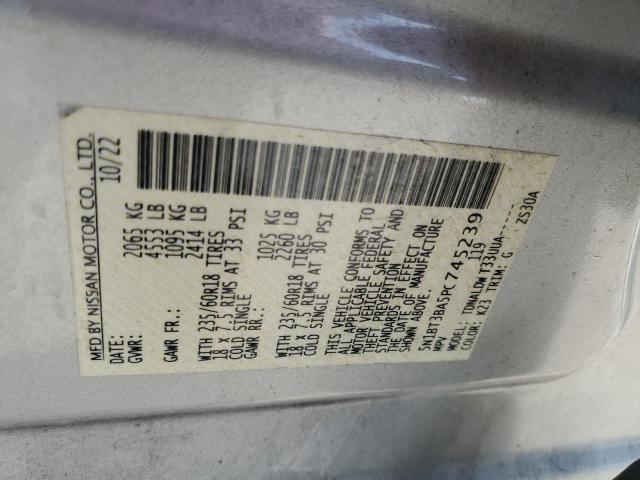 MFD BY NISSAN MOTOR CO., LTD.
10/22
GVWR: 2065 KG
4553 LB
GAWR FR.: 1095 KG
2414 LB
WITH 235/60R18 TIRES
18 X 7.5 RIMS AT 33 PSI
COLD SINGLE
GAWR RR.: 1025 KG
2260 LB
WITH 235/60R18 TIRES
18 X 7.5 RIMS AT 30 PSI
COLD SINGLE
THIS VEHICLE CONFORMS TO
ALL APPLICABLE FEDERAL
MOTOR VEHICLE SAFETY AND
THEFT PREVENTION
STANDARDS IN EFFECT ON
THE DATE OF MANUFACTURE
SHOWN ABOVE.
5N1BT3BA5PC745239
MPV 119
MODEL:
COLOR: K23 TRIM: G
ZS30A